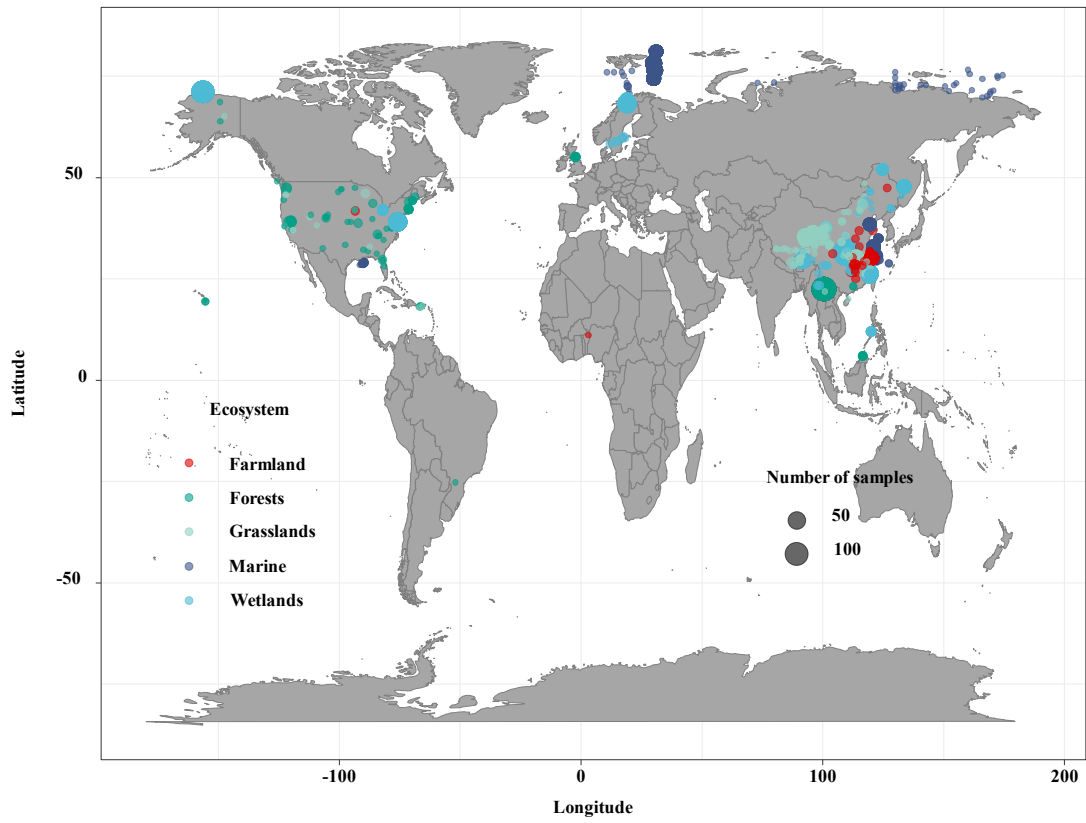 50
0
-50
Latitude
Ecosystem
Farmland
Forests
Grasslands
Marine
Wetlands
Number of samples
50
100
-100
0
100
200
Longitude